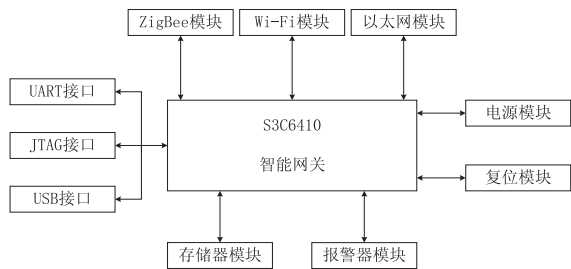 ZigBee模块
Wi-Fi模块
以太网模块
UART接口
JTAG接口
USB接口
S3C6410
智能网关
电源模块
复位模块
存储器模块
报警器模块